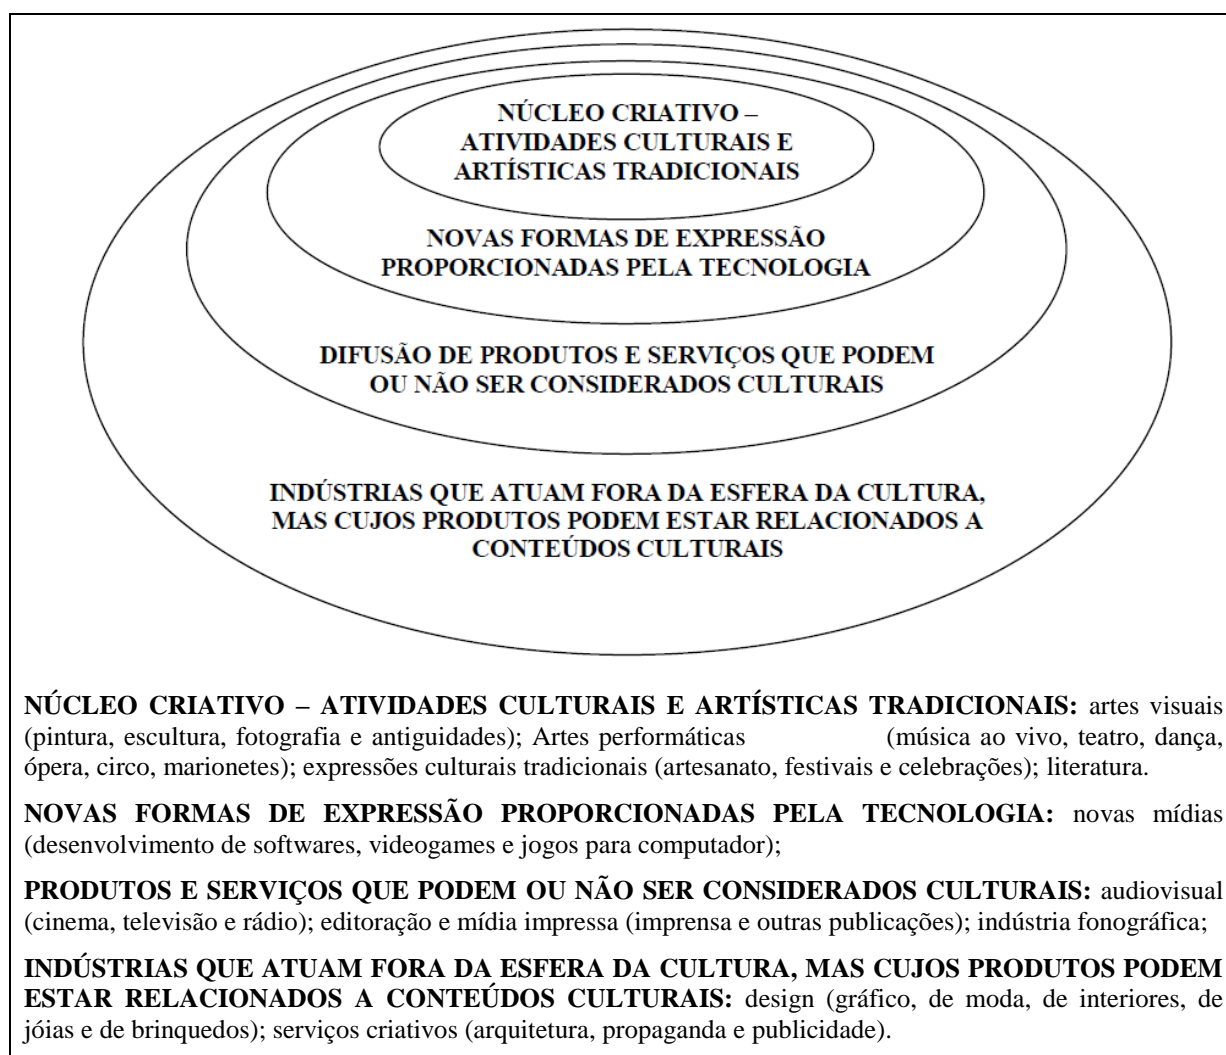 NÚCLEO CRIATIVO –
ATIVIDADES CULTURAIS E
ARTÍSTICAS TRADICIONAIS
NOVAS FORMAS DE EXPRESSÃO
PROPORCIONADAS PELA TECNOLOGIA
DIFUSÃO DE PRODUTOS E SERVIÇOS QUE PODEM
OU NÃO SER CONSIDERADOS CULTURAIS
INDÚSTRIAS QUE ATUAM FORA DA ESFERA DA CULTURA,
MAS CUJOS PRODUTOS PODEM ESTAR RELACIONADOS A
CONTEÚDOS CULTURAIS
NÚCLEO CRIATIVO – ATIVIDADES CULTURAIS E ARTÍSTICAS TRADICIONAIS: artes visuais
(pintura, escultura, fotografia e antiguidades); Artes performáticas (música ao vivo, teatro, dança,
ópera, circo, marionetes); expressões culturais tradicionais (artesanato, festivais e celebrações); literatura.
NOVAS FORMAS DE EXPRESSÃO PROPORCIONADAS PELA TECNOLOGIA: novas mídias
(desenvolvimento de softwares, videogames e jogos para computador);
PRODUTOS E SERVIÇOS QUE PODEM OU NÃO SER CONSIDERADOS CULTURAIS: audiovisual
(cinema, televisão e rádio); editoração e mídia impressa (imprensa e outras publicações); indústria fonográfica;
INDÚSTRIAS QUE ATUAM FORA DA ESFERA DA CULTURA, MAS CUJOS PRODUTOS PODEM
ESTAR RELACIONADOS A CONTEÚDOS CULTURAIS: design (gráfico, de moda, de interiores, de
jóias e de brinquedos); serviços criativos (arquitetura, propaganda e publicidade).